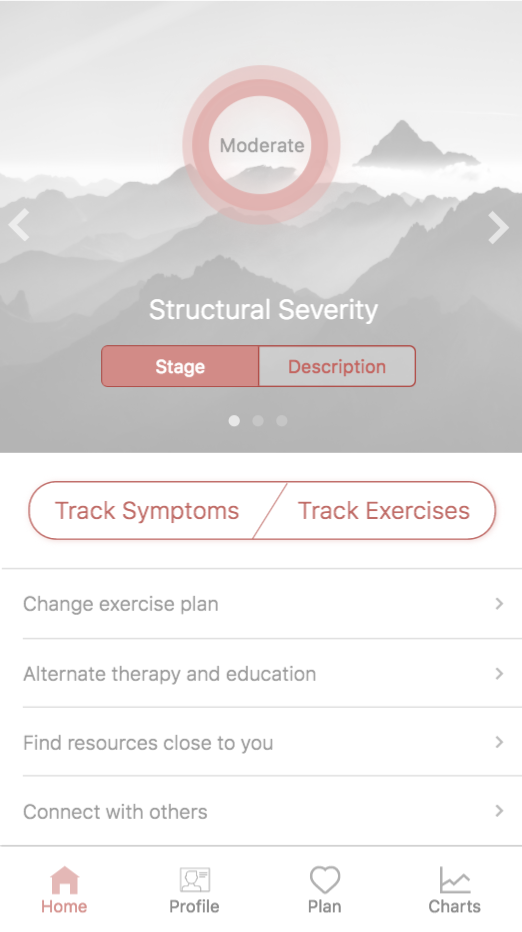 Moderate
Structural Severity
Stage Description
Track Symptoms Track Exercises
Change exercise plan
Alternate therapy and education
Find resources close to you
Connect with others
Home Profile Plan Charts